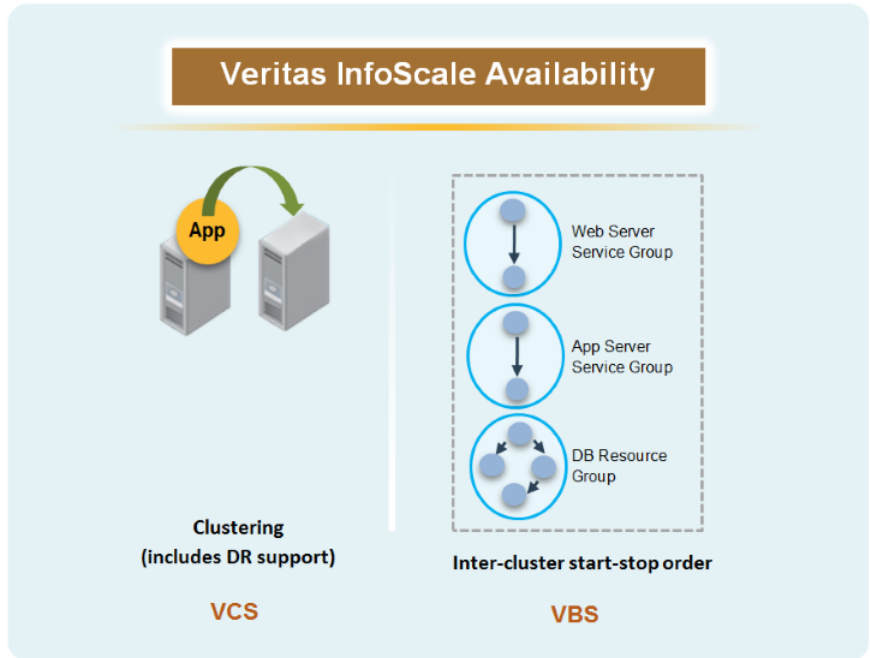 Veritas InfoScale Availability
App
Web Server
Service Group
App Server
Service Group
DB Resource
Group
Clustering
(includes DR support)
VCS
Inter-cluster start-stop order
VBS